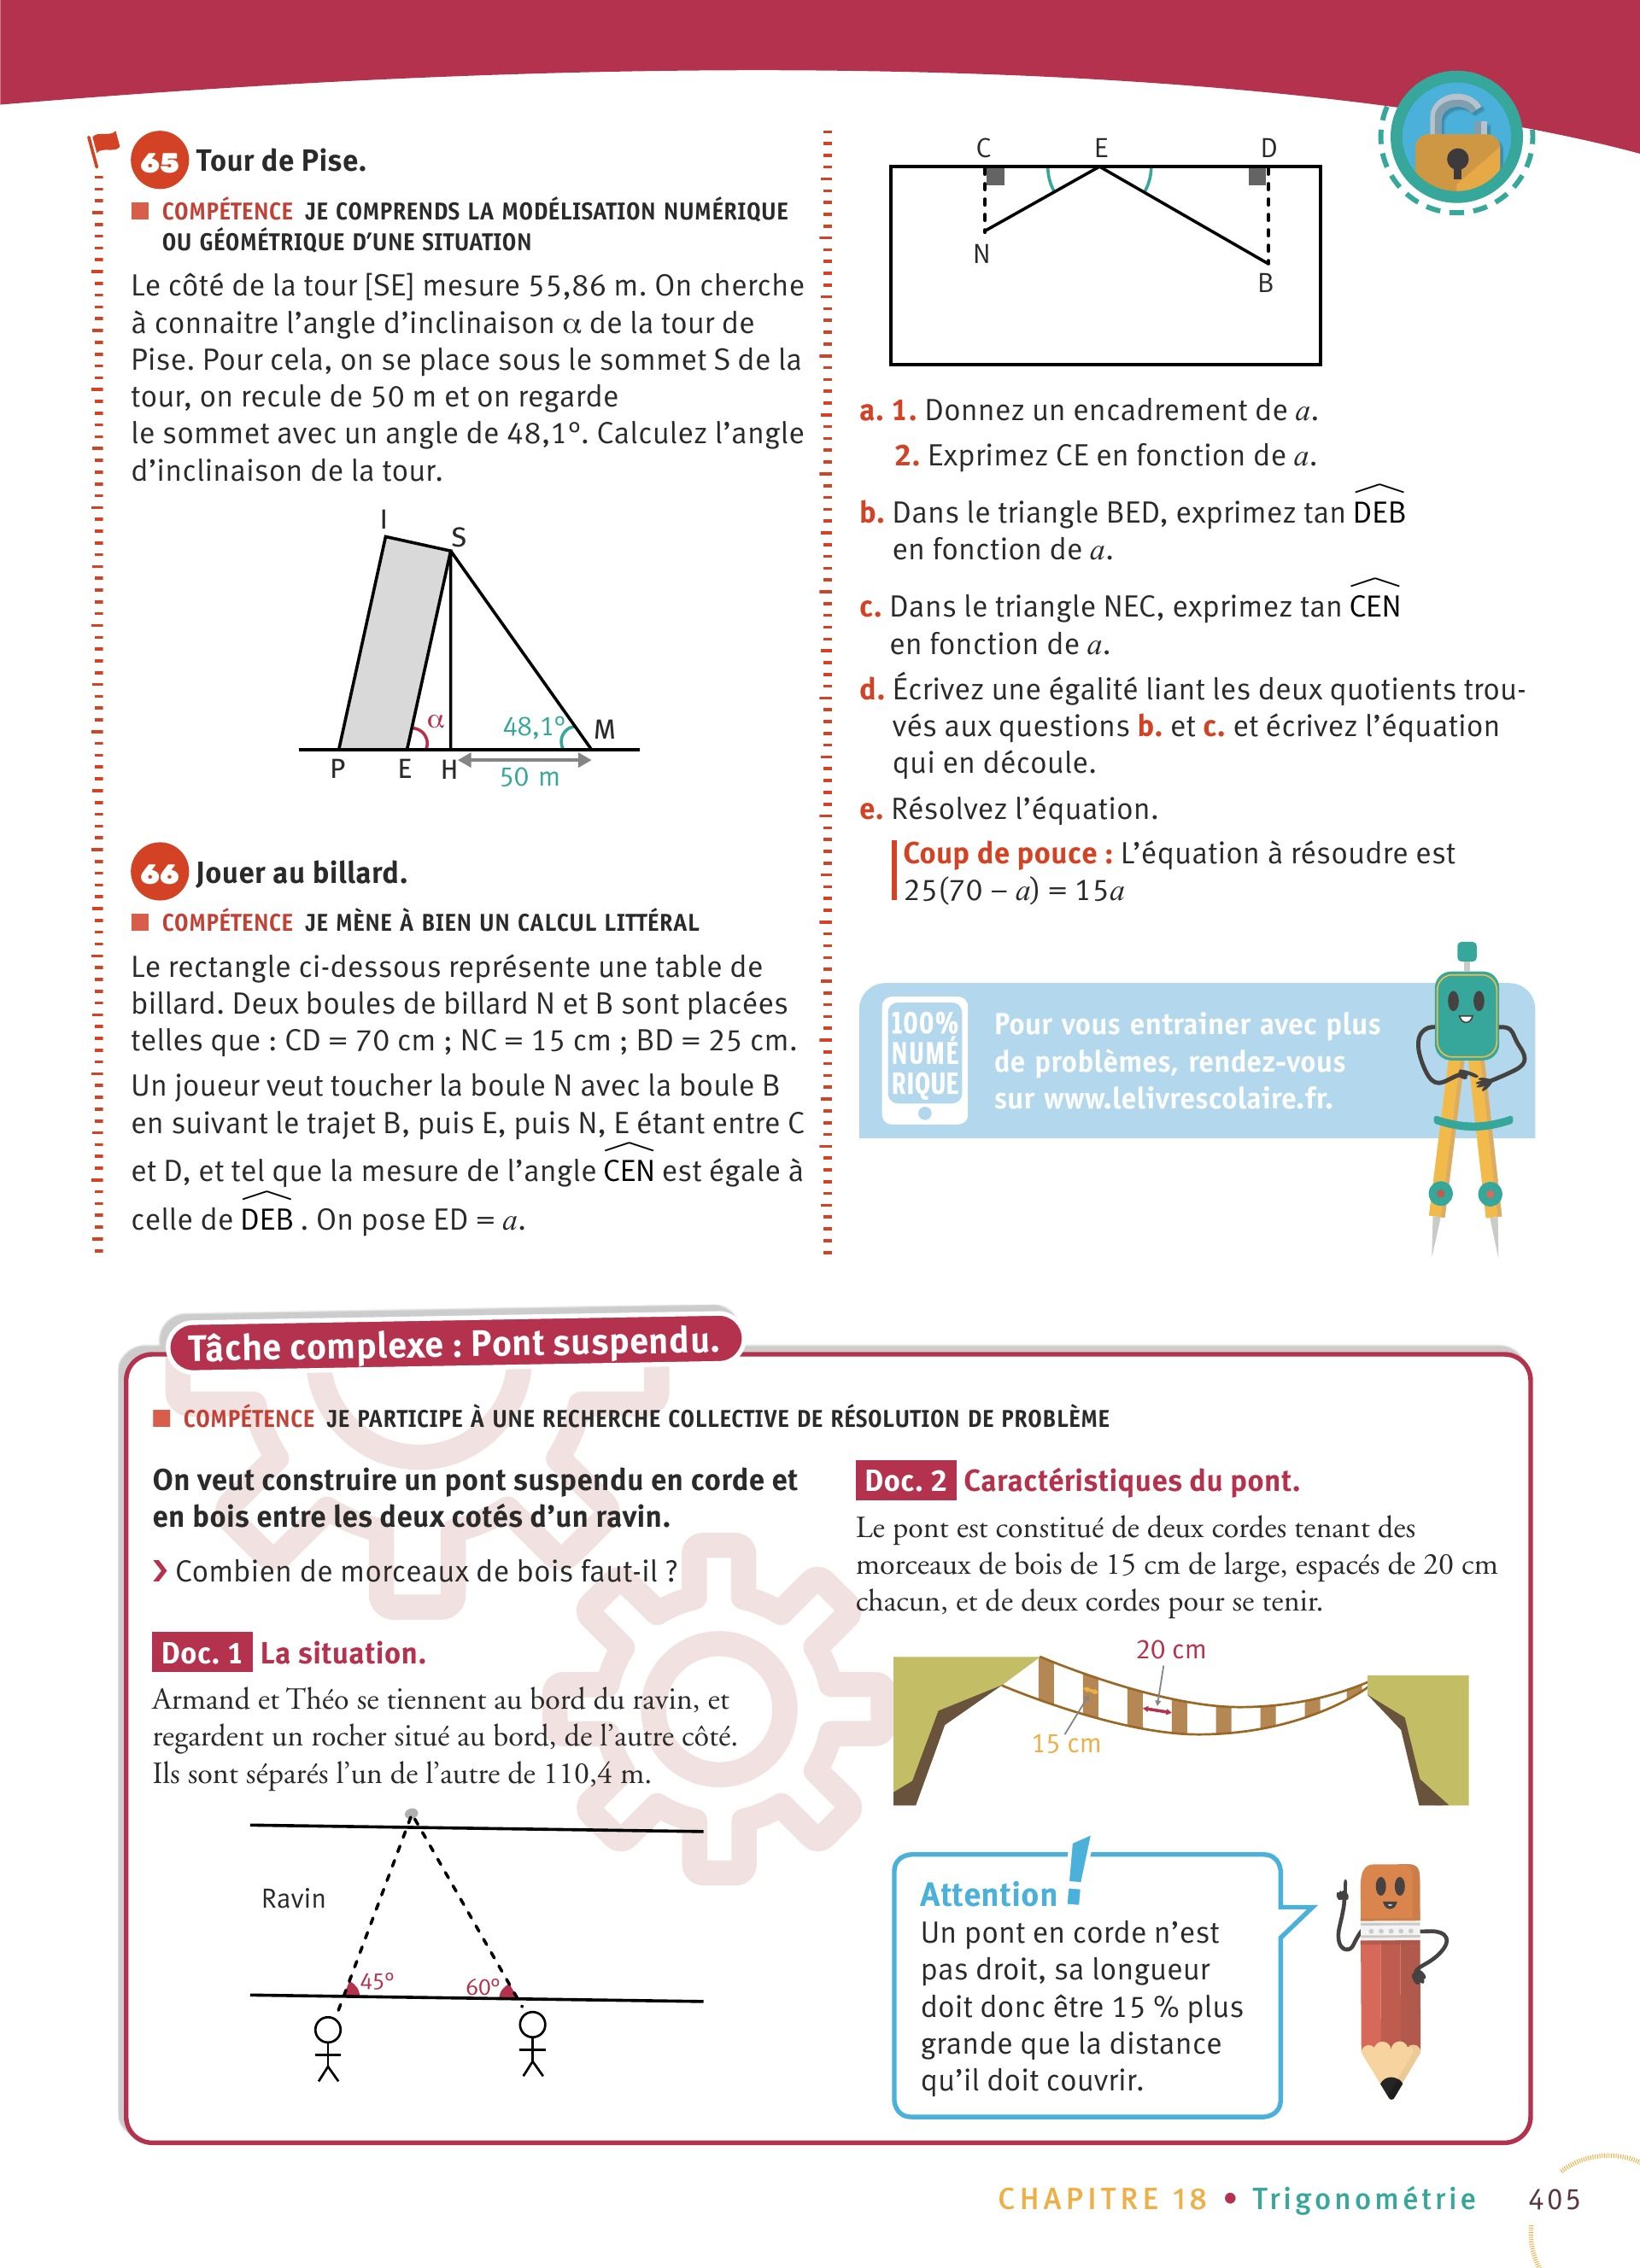 65 Tour de Pise.
COMPÉTENCE JE COMPRENDS LA MODÉLISATION NUMÉRIQUE
OU GÉOMÉTRIQUE D’UNE SITUATION
Le côté de la tour [SE] mesure 55,86 m. On cherche
à connaitre l’angle d’inclinaison α de la tour de
Pise. Pour cela, on se place sous le sommet S de la
tour, on recule de 50 m et on regarde
le sommet avec un angle de 48,1°. Calculez l’angle
d’inclinaison de la tour.
I
S
α
48,1°
M
P E H
50 m
66 Jouer au billard.
COMPÉTENCE JE MÈNE À BIEN UN CALCUL LITTÉRAL
Le rectangle ci-dessous représente une table de
billard. Deux boules de billard N et B sont placées
telles que : CD = 70 cm ; NC = 15 cm ; BD = 25 cm.
Un joueur veut toucher la boule N avec la boule B
en suivant le trajet B, puis E, puis N, E étant entre C
et D, et tel que la mesure de l’angle CEN est égale à
celle de DEB . On pose ED = a.
C E D
N
B
a. 1. Donnez un encadrement de a.
2. Exprimez CE en fonction de a.
b. Dans le triangle BED, exprimez tan DEB
en fonction de a.
c. Dans le triangle NEC, exprimez tan CEN
en fonction de a.
d. Écrivez une égalité liant les deux quotients trou-
vés aux questions b. et c. et écrivez l’équation
qui en découle.
e. Résolvez l’équation.
Coup de pouce : L’équation à résoudre est
25(70 – a) = 15a
100%
NUMÉ
RIQUE
Pour vous entrainer avec plus
de problèmes, rendez-vous
sur www.lelivrescolaire.fr.
Tâche complexe : Pont suspendu.
COMPÉTENCE JE PARTICIPE À UNE RECHERCHE COLLECTIVE DE RÉSOLUTION DE PROBLÈME
On veut construire un pont suspendu en corde et
en bois entre les deux cotés d’un ravin.
› Combien de morceaux de bois faut-il ?
Doc. 1 La situation.
Armand et Théo se tiennent au bord du ravin, et
regardent un rocher situé au bord, de l’autre côté.
Ils sont séparés l’un de l’autre de 110,4 m.
Ravin
45° 60°
Doc. 2 Caractéristiques du pont.
Le pont est constitué de deux cordes tenant des
morceaux de bois de 15 cm de large, espacés de 20 cm
chacun, et de deux cordes pour se tenir.
20 cm
15 cm
Attention !
Un pont en corde n’est
pas droit, sa longueur
doit donc être 15 % plus
grande que la distance
qu’il doit couvrir.
CHAPITRE 18 • Trigonométrie 405